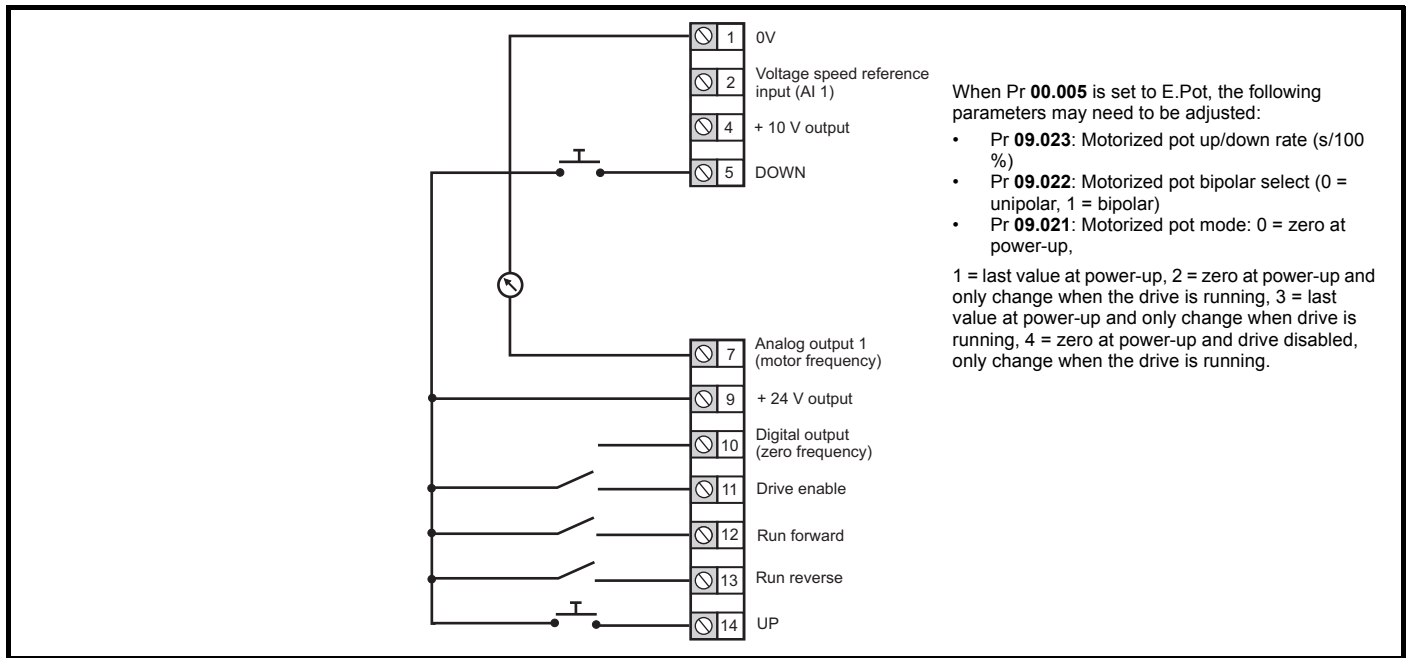 1 0V
2 Voltage speed reference
input (AI 1)
4 + 10 V output
5 DOWN
7 Analog output 1
(motor frequency)
9 + 24 V output
10 Digital output
(zero frequency)
11 Drive enable
12 Run forward
13 Run reverse
14 UP
When Pr 00.005 is set to E.Pot, the following
parameters may need to be adjusted:
• Pr 09.023: Motorized pot up/down rate (s/100
%)
• Pr 09.022: Motorized pot bipolar select (0 =
unipolar, 1 = bipolar)
• Pr 09.021: Motorized pot mode: 0 = zero at
power-up,
1 = last value at power-up, 2 = zero at power-up and
only change when the drive is running, 3 = last
value at power-up and only change when drive is
running, 4 = zero at power-up and drive disabled,
only change when the drive is running.